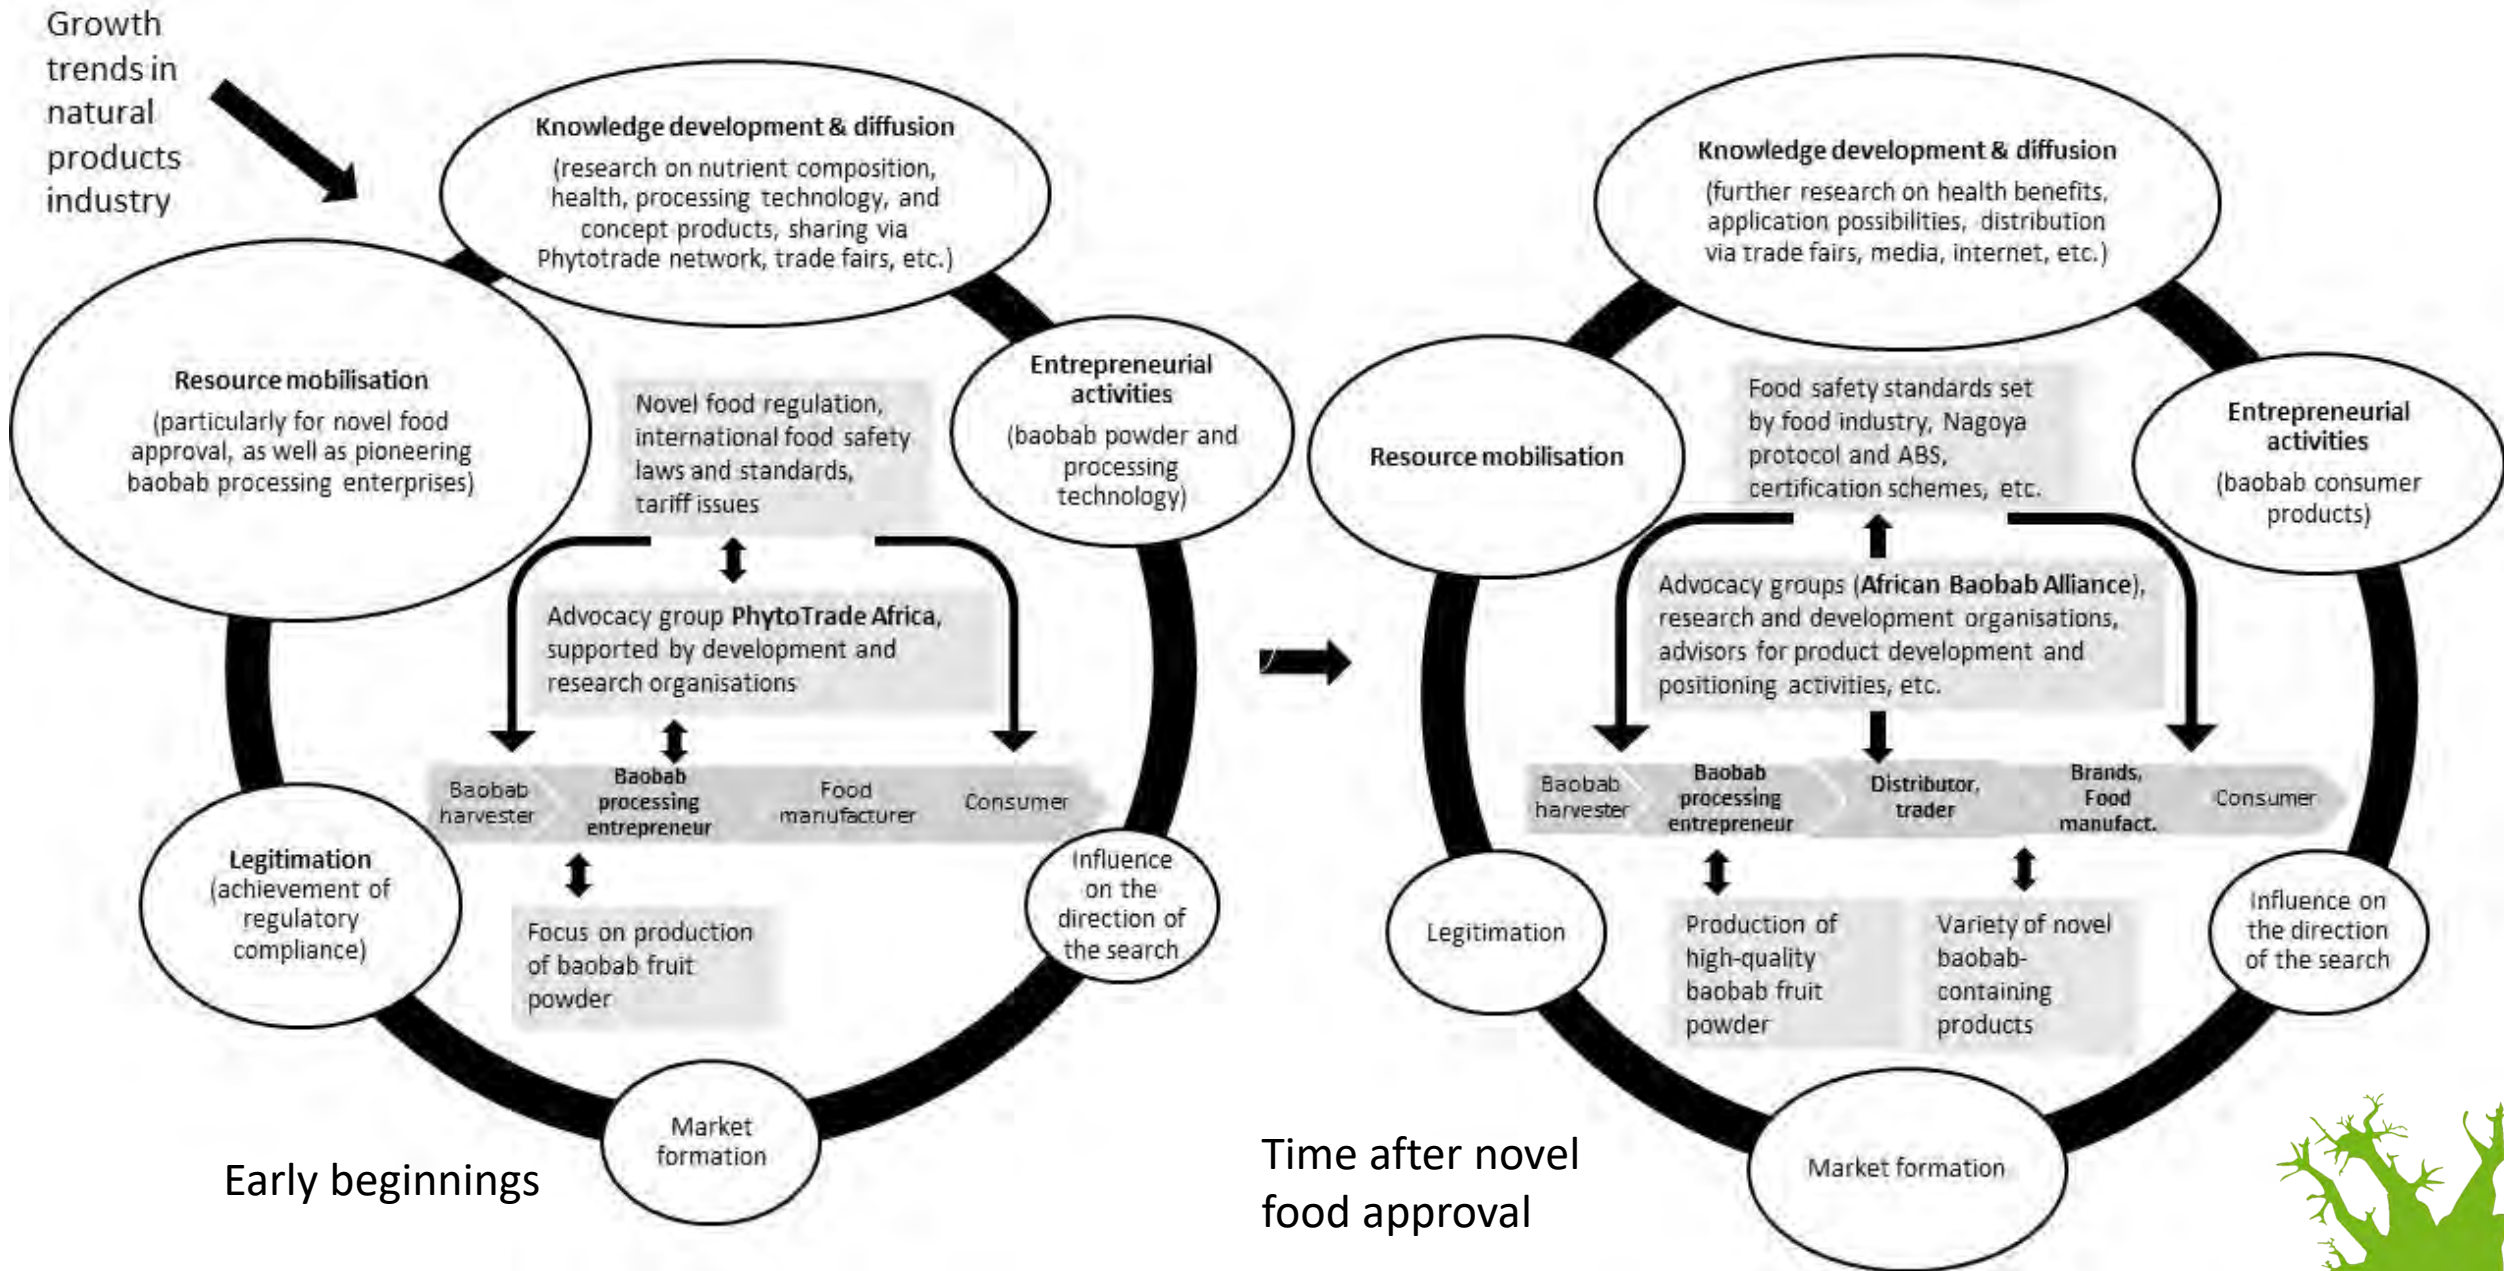 Growth
trends in
natural
products
industry
Knowledge development & diffusion
(research on nutrient composition,
health, processing technology, and
concept products, sharing via
Phytotrade network, trade fairs, etc.)
Resource mobilisation
(particularly for novel food
approval, as well as pioneering
baobab processing enterprises)
Entrepreneurial
activities
(baobab powder and
processing
technology)
Novel food regulation,
international food safety
laws and standards,
tariff issues
Advocacy group PhytoTrade Africa,
supported by development and
research organisations
Baobab
harvester
Baobab
processing
entrepreneur
Food
manufacturer
Consumer
Legitimation
(achievement of
regulatory
compliance)
Focus on production
of baobab fruit
powder
Influence
on the
direction of
the search
Market
formation
Early beginnings
Knowledge development & diffusion
(further research on health benefits,
application possibilities, distribution
via trade fairs, media, internet, etc.)
Resource mobilisation
Entrepreneurial
activities
(baobab consumer
products)
Food safety standards set
by food industry, Nagoya
protocol and ABS,
certification schemes, etc.
Advocacy groups (African Baobab Alliance),
research and development organisations,
advisors for product development and
positioning activities, etc.
Baobab
harvester
Baobab
processing
entrepreneur
Distributor,
trader
Brands,
Food
manufact.
Consumer
Legitimation
Production of
high-quality
baobab fruit
powder
Variety of novel
baobab-
containing
products
Influence on
the direction
of the search
Market formation
Time after novel
food approval